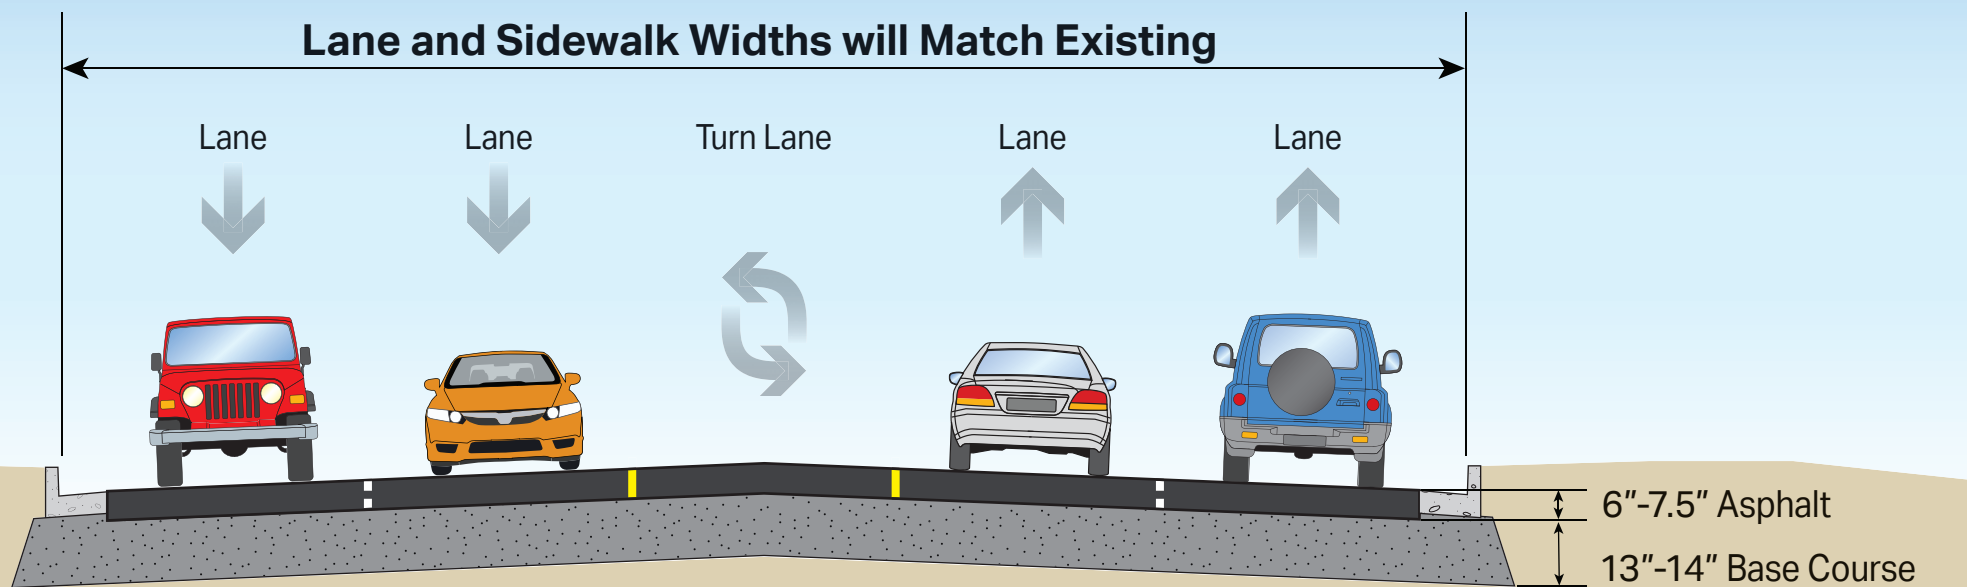 Lane and Sidewalk Widths will Match Existing
Lane
Lane
Turn Lane
Lane
Lane
6”-7.5” Asphalt
13”-14” Base Course